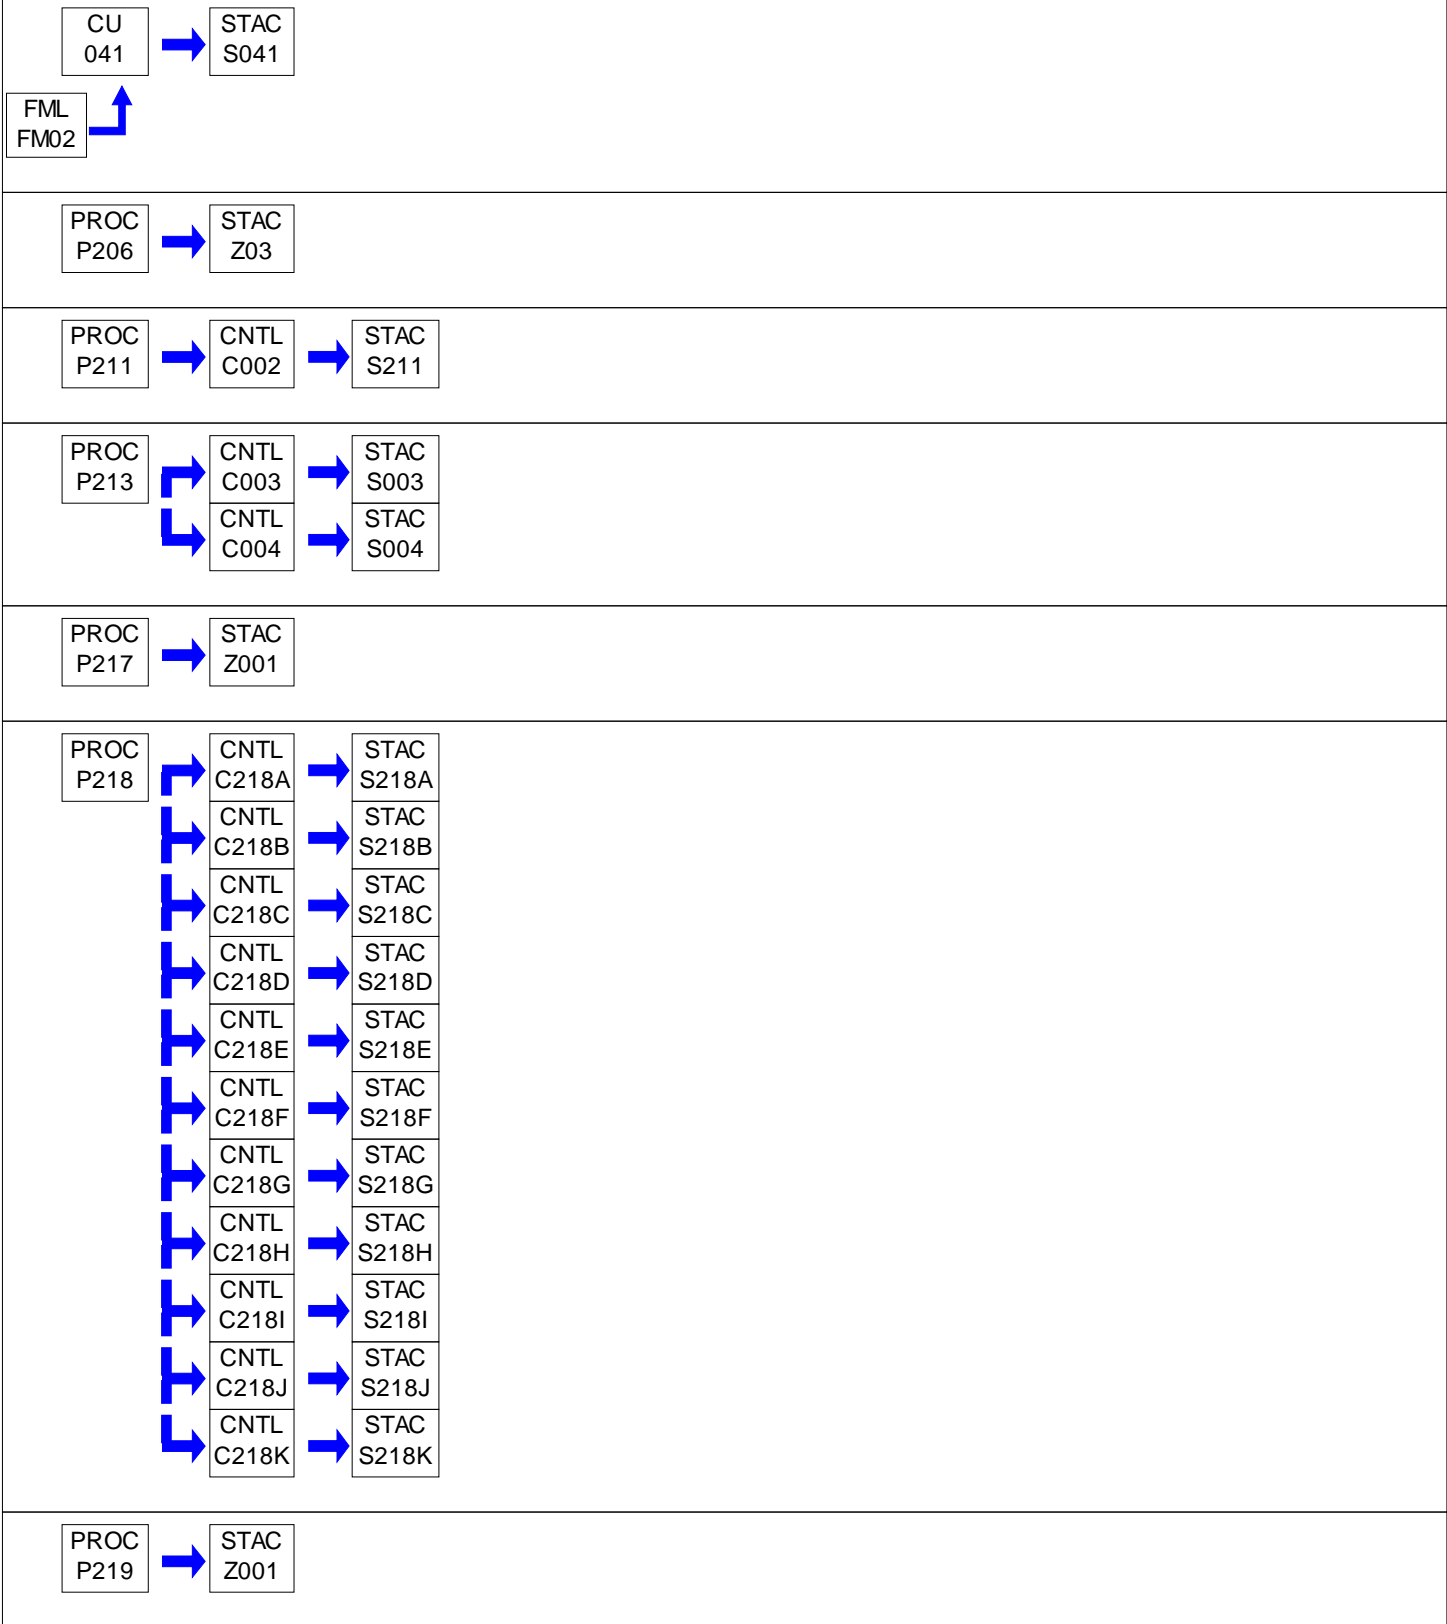 CU
041
STAC
S041
FML
FM02
PROC
P206
STAC
Z03
PROC
P211
CNTL
C002
STAC
S211
PROC
P213
CNTL
C003
STAC
S003
CNTL
C004
STAC
S004
PROC
P217
STAC
Z001
PROC
P218
CNTL
C218A
STAC
S218A
CNTL
C218B
STAC
S218B
CNTL
C218C
STAC
S218C
CNTL
C218D
STAC
S218D
CNTL
C218E
STAC
S218E
CNTL
C218F
STAC
S218F
CNTL
C218G
STAC
S218G
CNTL
C218H
STAC
S218H
CNTL
C218I
STAC
S218I
CNTL
C218J
STAC
S218J
CNTL
C218K
STAC
S218K
PROC
P219
STAC
Z001